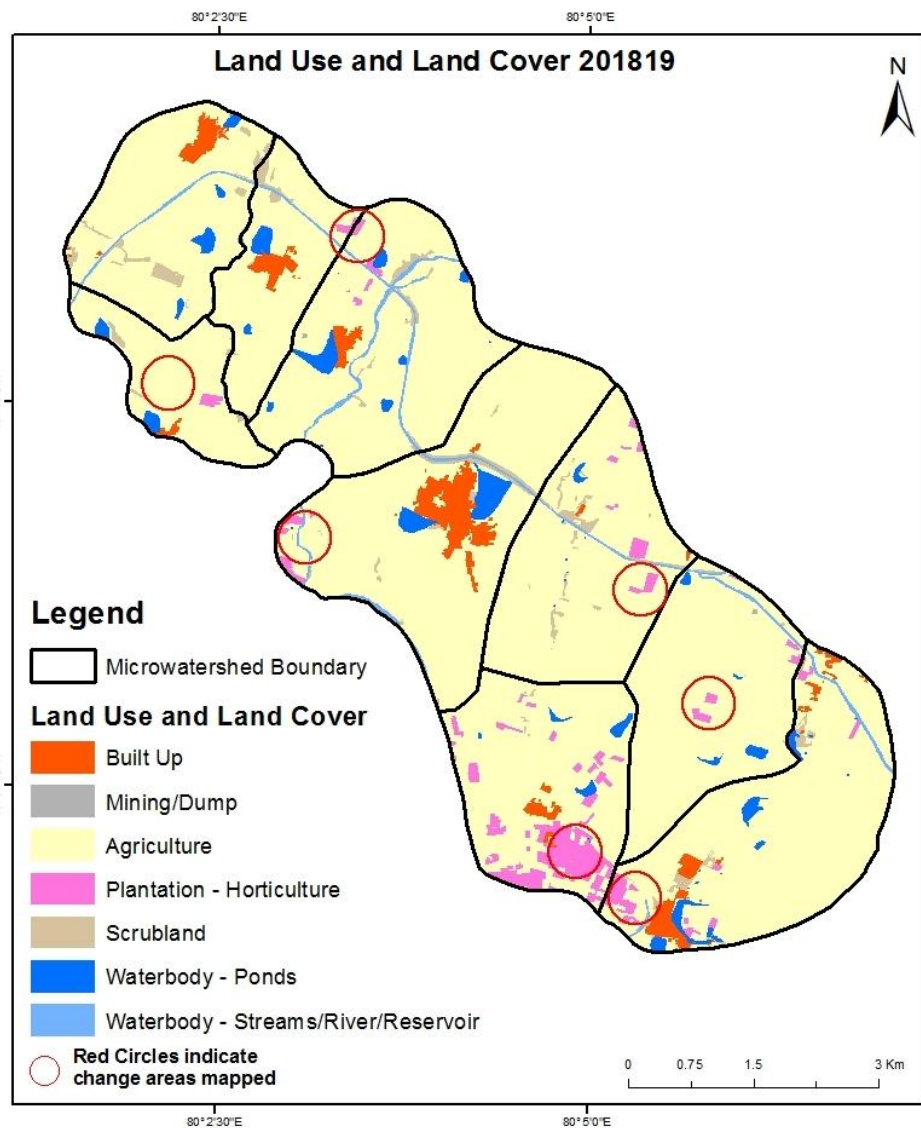 80°2'30"E
80°5'0"E
Land Use and Land Cover 201819
N
Legend
Microwatershed Boundary
Land Use and Land Cover
Built Up
Mining/Dump
Agriculture
Plantation - Horticulture
Scrubland
Waterbody - Ponds
Waterbody - Streams/River/Reservoir
Red Circles indicate
change areas mapped
0 0.75 1.5 3 Km
80°2'30"E
80°5'0"E